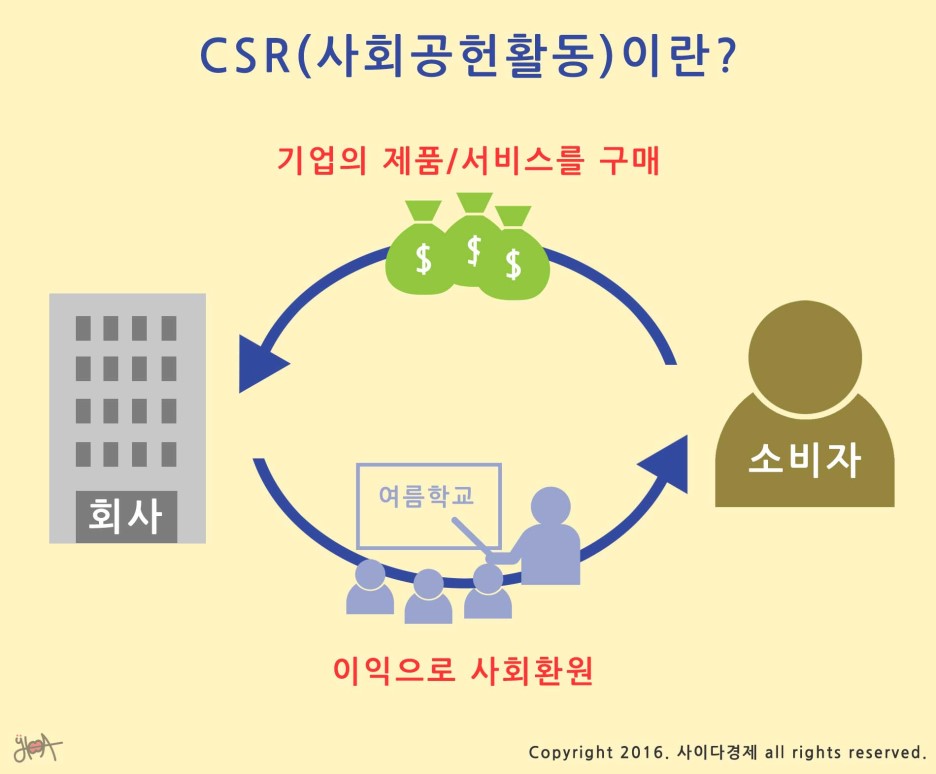 CSR(사회공헌활동)이란?
기업의 제품/서비스를 구매
$ $ $
회사
소비자
여름학교
이익으로 사회환원
Copyright 2016. 사이다경제 all rights reserved.